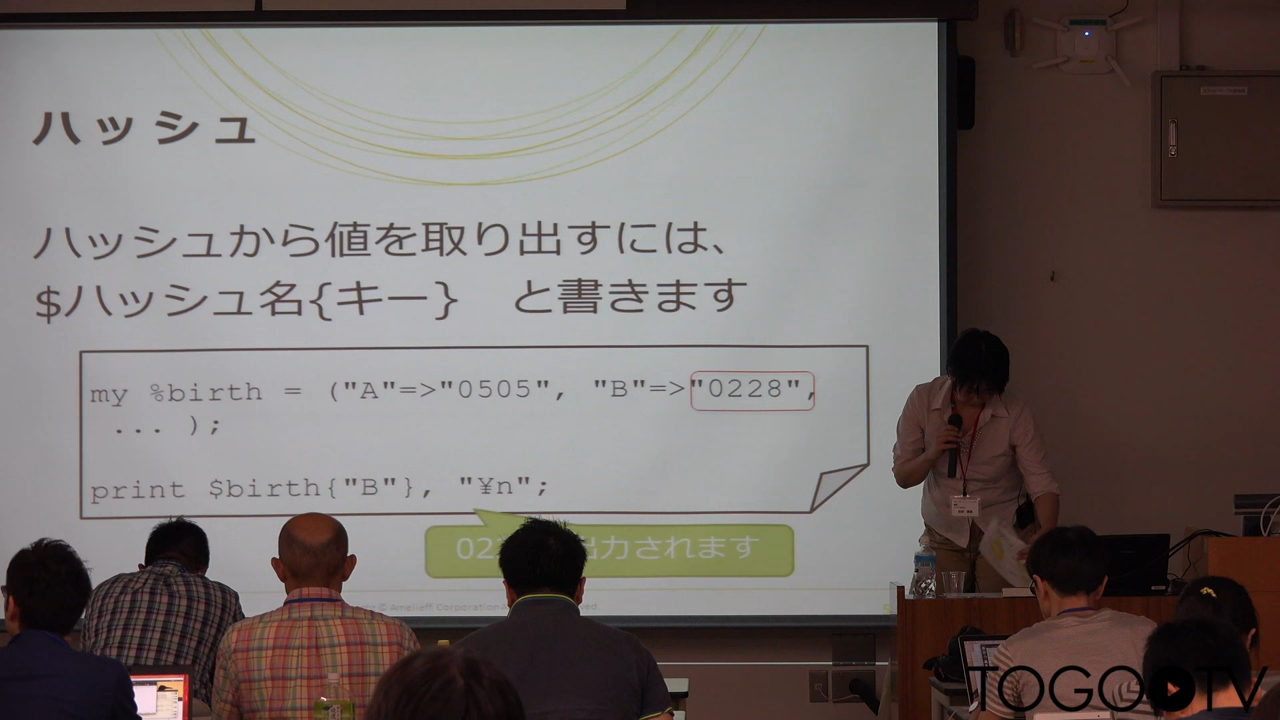 ハッシュ
ハッシュから値を取り出すには、
$ハッシュ名{キー} と書きます
my %birth = ("A"=>"0505", "B"=>"0228",
... );
print $birth{"B"}, "¥n";
出力されます
© Amelieff Corporation
TOGOTV